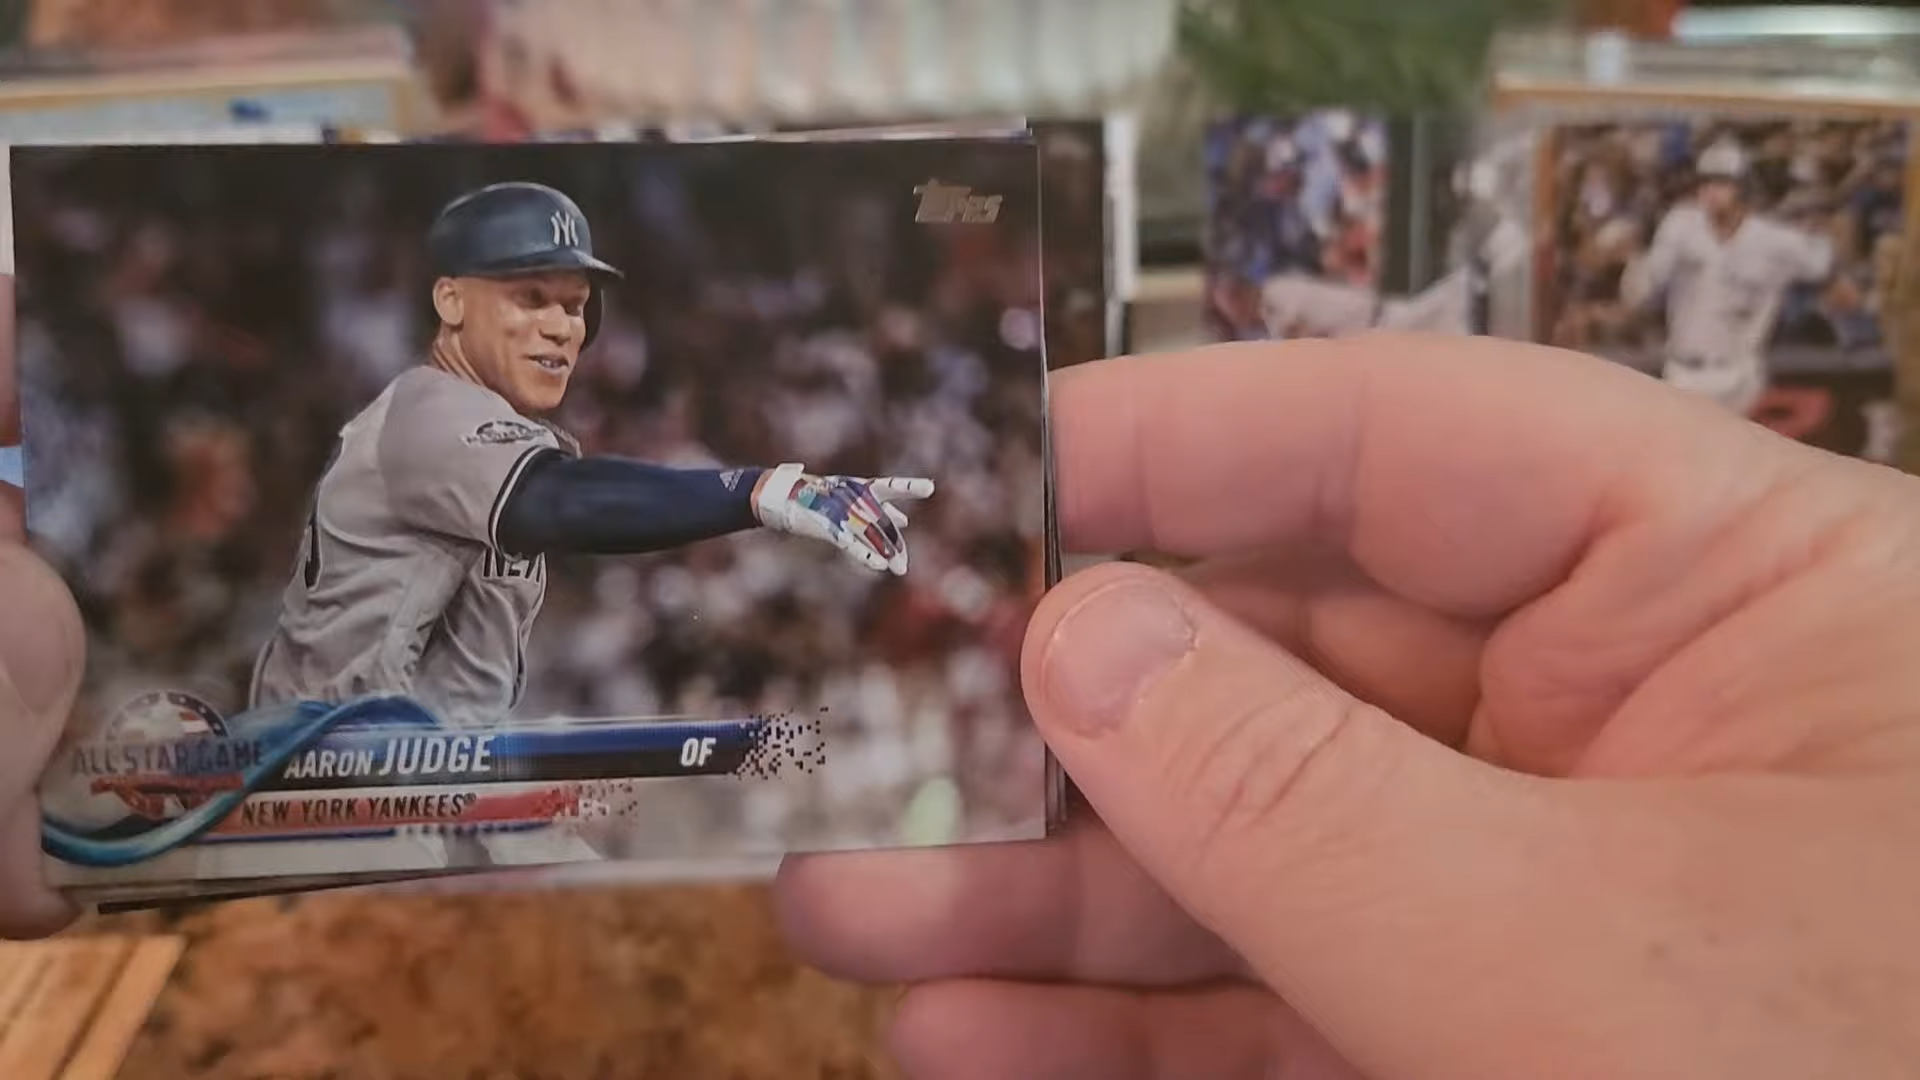 Topps
NY
NEW
ALL STAR GAME
AARON JUDGE OF
NEW YORK YANKEES®